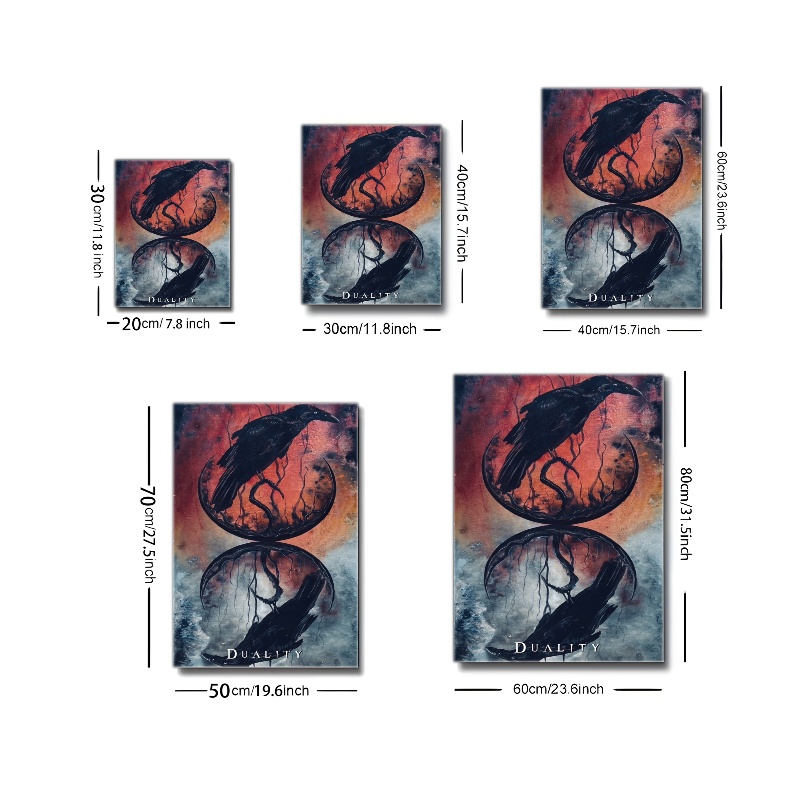 30cm/11.8 inch
DUALITY
20cm/ 7.8 inch
40cm/15.7inch
DUALITY
30cm/11.8inch
60cm/23.6inch
DUALITY
40cm/15.7inch
70cm/27.5inch
DUALITY
50cm/19.6inch
80cm/31.5inch
DUALITY
60cm/23.6inch